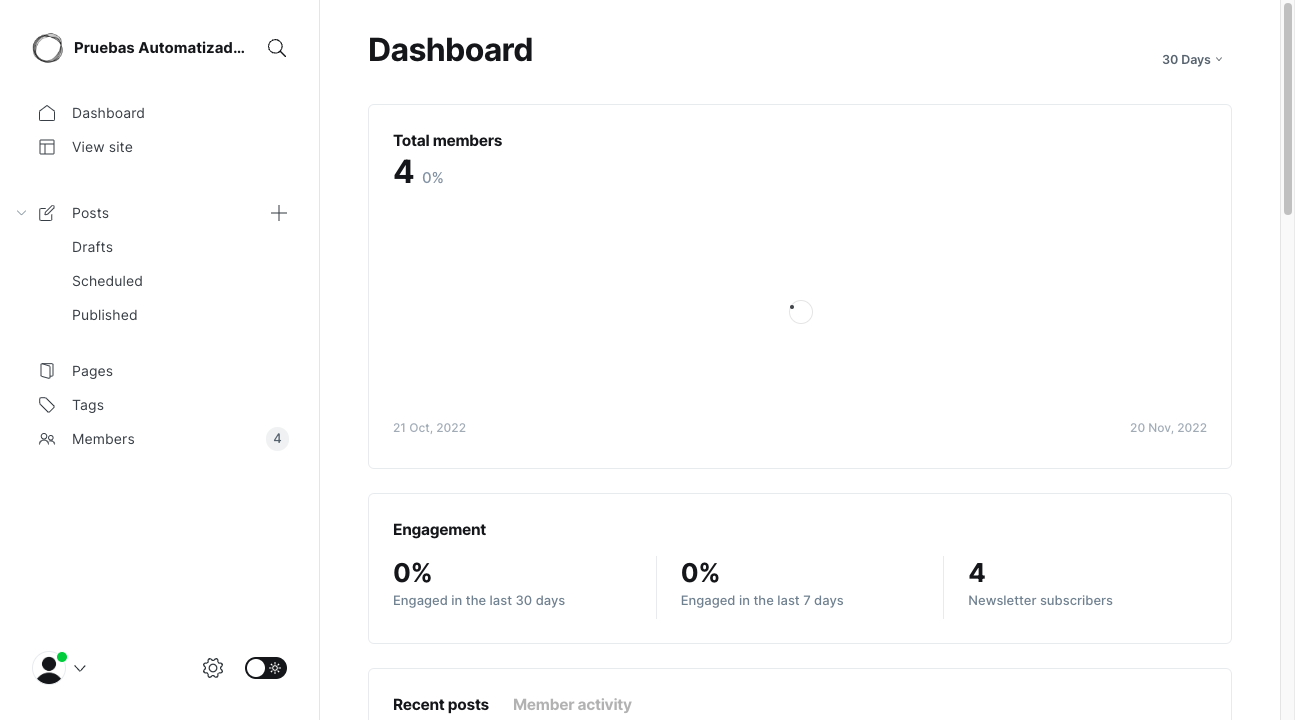 Pruebas Automatizad...
Dashboard
View site
Posts
Drafts
Scheduled
Published
Pages
Tags
Members
4
Dashboard
30 Days
Total members
4 0%
21 Oct, 2022
20 Nov, 2022
Engagement
0%
Engaged in the last 30 days
0%
Engaged in the last 7 days
4
Newsletter subscribers
Recent posts
Member activity